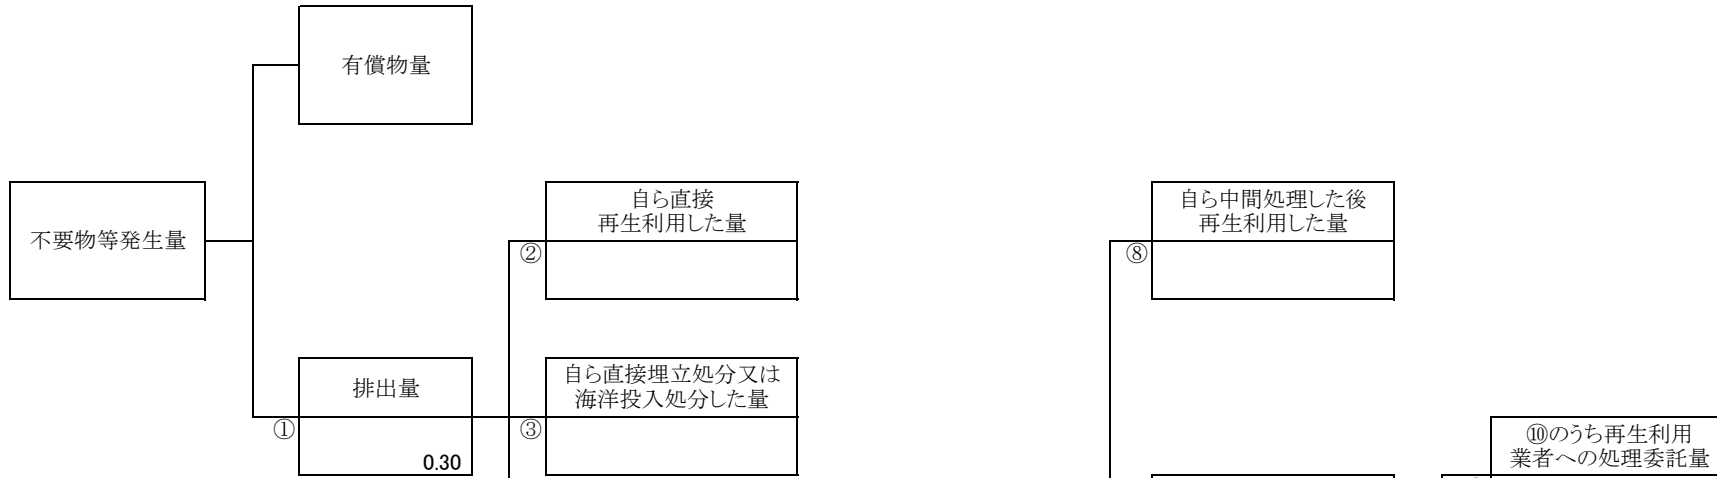 有償物量
不要物等発生量
自ら直接
再生利用した量
②
自ら中間処理した後
再生利用した量
⑧
排出量
①
0.30
自ら直接埋立処分又は
海洋投入処分した量
③
⑩のうち再生利用
業者への処理委託量